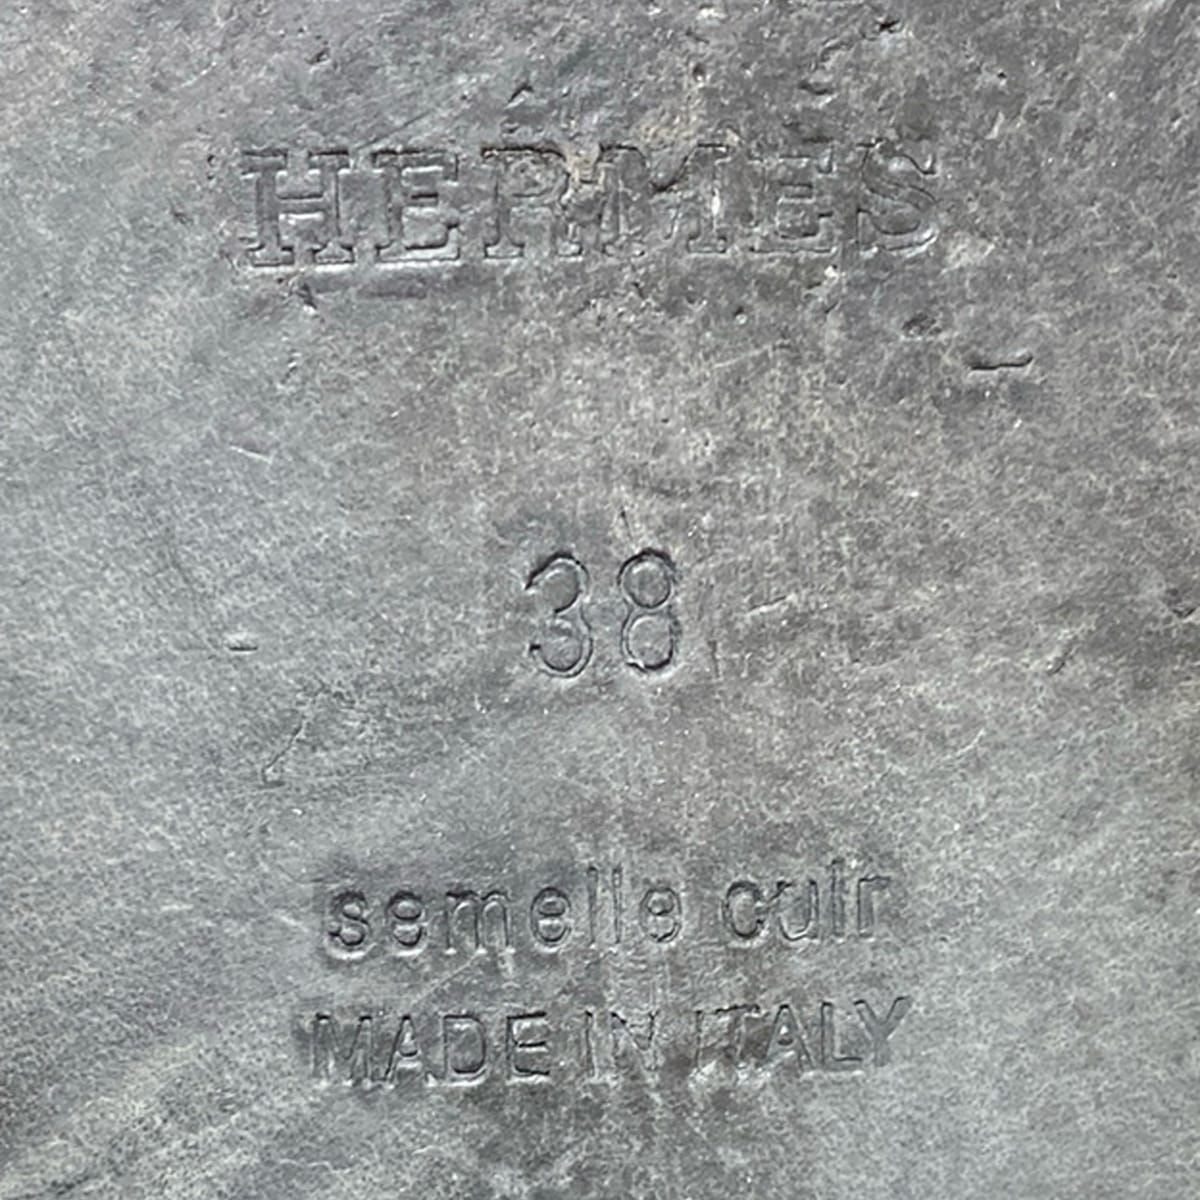 HERMES
38
semelle cuir
MADE IN ITALY